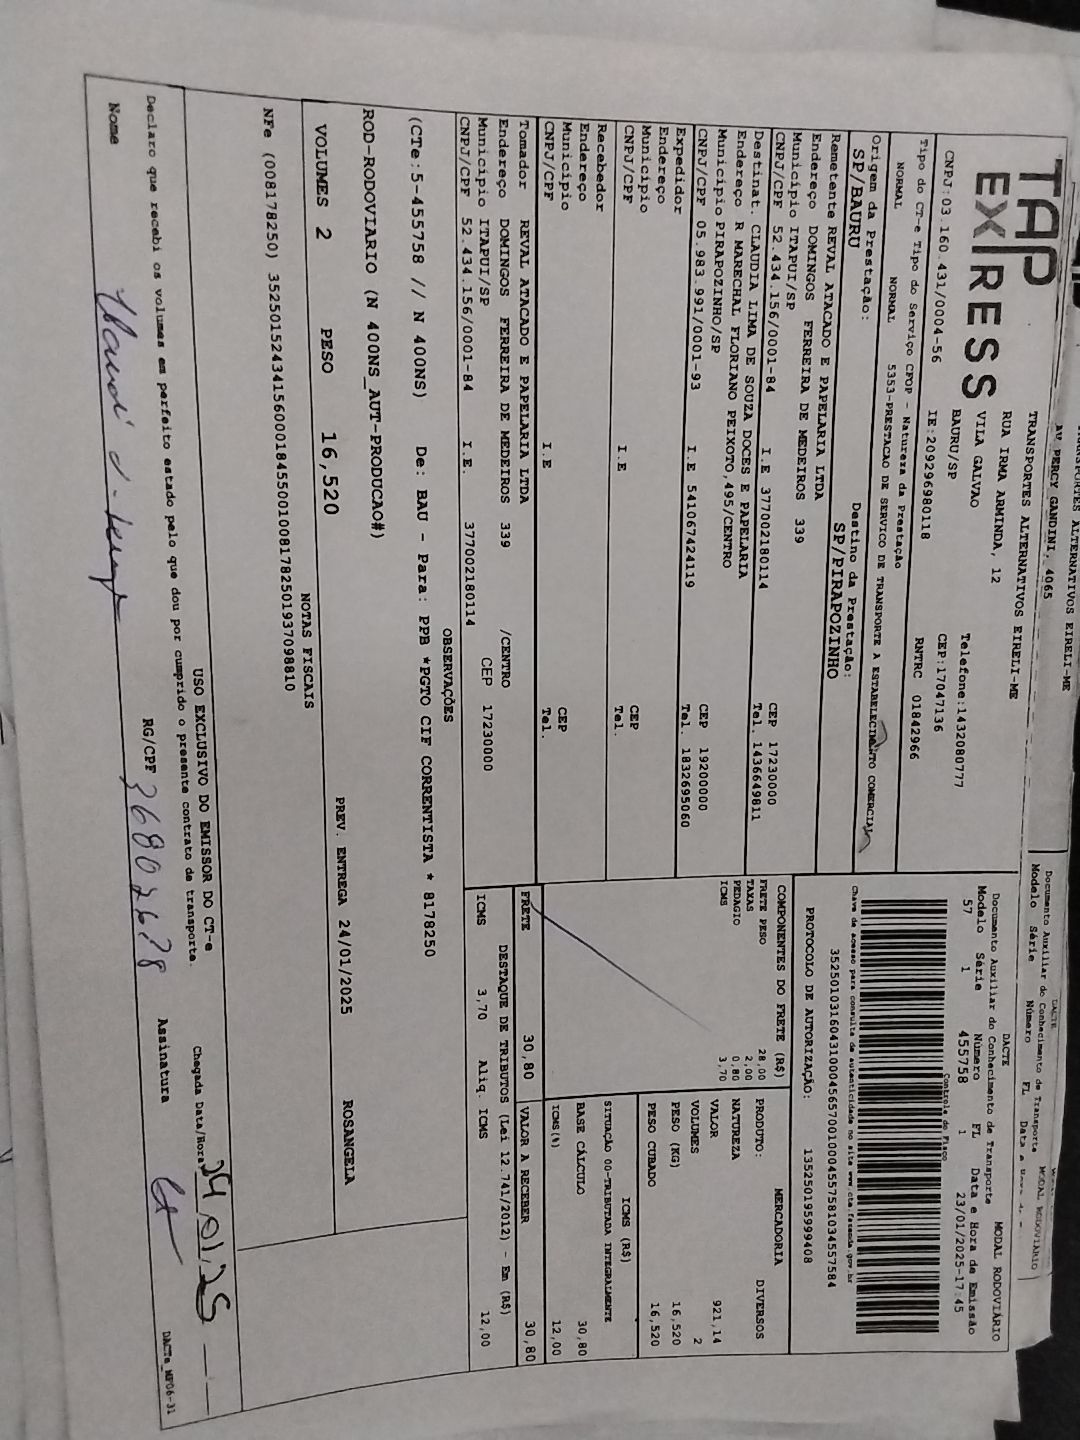 TRANSPORTES ALTERNATIVOS EIRELI-ME
AV PERCY GANDINI, 4065
DACTE
Documento Auxiliar do Conhecimento de Transporte
MODAL RODOVIÁRIO
Modelo Série Número FL
TAP
EXPRESS
TRANSPORTES ALTERNATIVOS EIRELI-ME
RUA IRMA ARMINDA, 12
VILA GALVAO
BAURU/SP
Telefone:1432080777
CEP:17047136
CNPJ:03.160.431/0004-56
IE:209296980118
RNTRC 01842966
DACTE
Documento Auxiliar do Conhecimento de Transporte
MODAL RODOVIÁRIO
Modelo Série Número FL Data e Hora de Emissão
57 1 455758 1 23/01/2025-17:45
Controle do Fisco
Tipo do CT-e Tipo do Serviço CFOP - Natureza da Prestação
NORMAL NORMAL 5353-PRESTACAO DE SERVICO DE TRANSPORTE A ESTABELECIMENTO COMERCIAL
Chave de acesso para consulta de autenticidade no site www.cte.fazenda.gov.br
35250103160431000456570010004557581034557584
Origem da Prestação:
SP/BAURU
Destino da Prestação:
SP/PIRAPOZINHO
PROTOCOLO DE AUTORIZAÇÃO: 135250195999408
Remetente REVAL ATACADO E PAPELARIA LTDA
Endereço DOMINGOS FERREIRA DE MEDEIROS 339
Município ITAPUI/SP CEP 17230000
CNPJ/CPF 52.434.156/0001-84 I.E 377002180114 Tel. 1436649811
Destinat. CLAUDIA LIMA DE SOUZA DOCES E PAPELARIA
Endereço R MARECHAL FLORIANO PEIXOTO,495/CENTRO
Município PIRAPOZINHO/SP CEP 19200000
CNPJ/CPF 05.983.991/0001-93 I.E 541067424119 Tel. 1832695060
Expedidor
Endereço
Município CEP
CNPJ/CPF I.E Tel.
Recebedor
Endereço
Município CEP
CNPJ/CPF I.E Tel.
Tomador REVAL ATACADO E PAPELARIA LTDA
Endereço DOMINGOS FERREIRA DE MEDEIROS 339 /CENTRO
Município ITAPUI/SP CEP 17230000
CNPJ/CPF 52.434.156/0001-84 I.E. 377002180114
COMPONENTES DO FRETE (R$)
FRETE PESO 28,00
TAXAS 2,00
PEDAGIO 0,80
ICMS 3,70
MERCADORIA
PRODUTO: DIVERSOS
NATUREZA
VALOR 921,14
VOLUMES 2
PESO (KG) 16,520
PESO CUBADO 16,520
ICMS (R$)
SITUAÇÃO 00-TRIBUTADA INTEGRALMENTE
BASE CÁLCULO 30,80
ICMS(%) 12,00
FRETE 30,80 VALOR A RECEBER 30,80
DESTAQUE DE TRIBUTOS (Lei 12.741/2012) - Em (R$)
ICMS 3,70 Aliq. ICMS 12,00
OBSERVAÇÕES
(CTe:5-455758 // N 400NS) De: BAU - Para: PPB *PGTO CIF CORRENTISTA * 8178250
ROD-RODOVIARIO (N 400NS_AUT-PRODUCAO#)
VOLUMES 2 PESO 16,520 PREV. ENTREGA 24/01/2025 ROSANGELA
NOTAS FISCAIS
NFe (008178250) 35250152434156000184550010081782501937098810
USO EXCLUSIVO DO EMISSOR DO CT-e
Declaro que recebi os volumes em perfeito estado pelo que dou por cumprido o presente contrato de transporte.
Chegada Data/Hora 24/01/25
Nome RG/CPF 368026718 Assinatura
DACTe_MF06-31